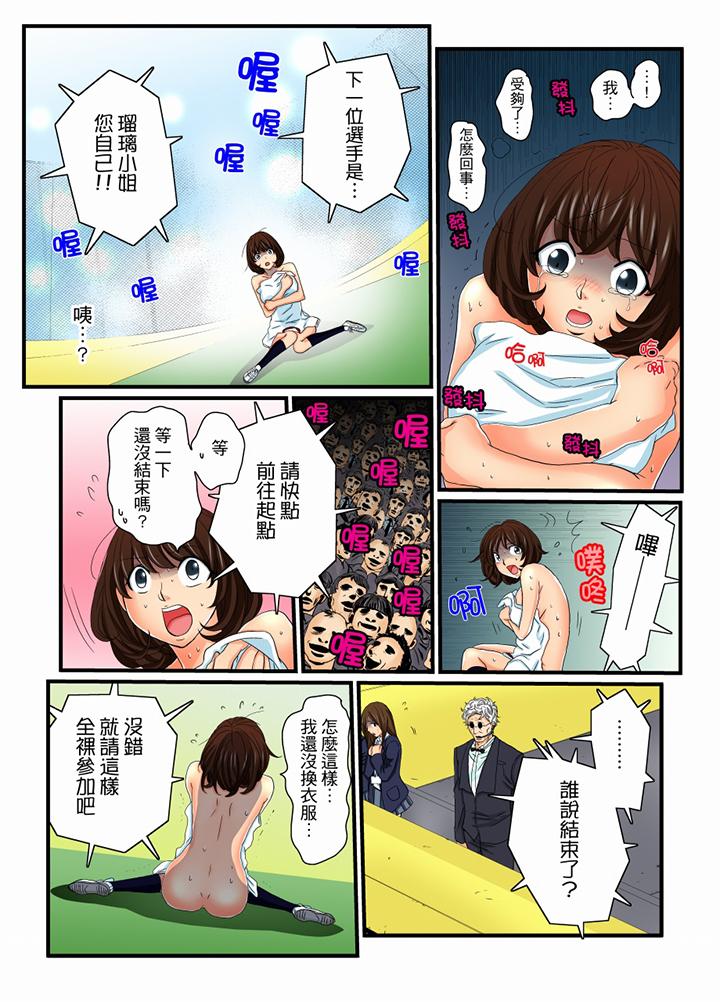 …!
我…
受夠了…
怎麼回事…
發抖
發抖
發抖
哈
啊
哈
啊
發抖
發抖
下一位選手是…
瑠璃小姐
您自己!!
喔
喔
喔
喔
喔
喔
咦…?
嗶————
噗咚
啊
喔
喔
喔
喔
喔
喔
請快點
前往起點
等
等一下
還沒結束嗎?
………
誰說結束了?
怎麼這樣…
我還沒換衣服…
沒錯
就請這樣
全裸參加吧